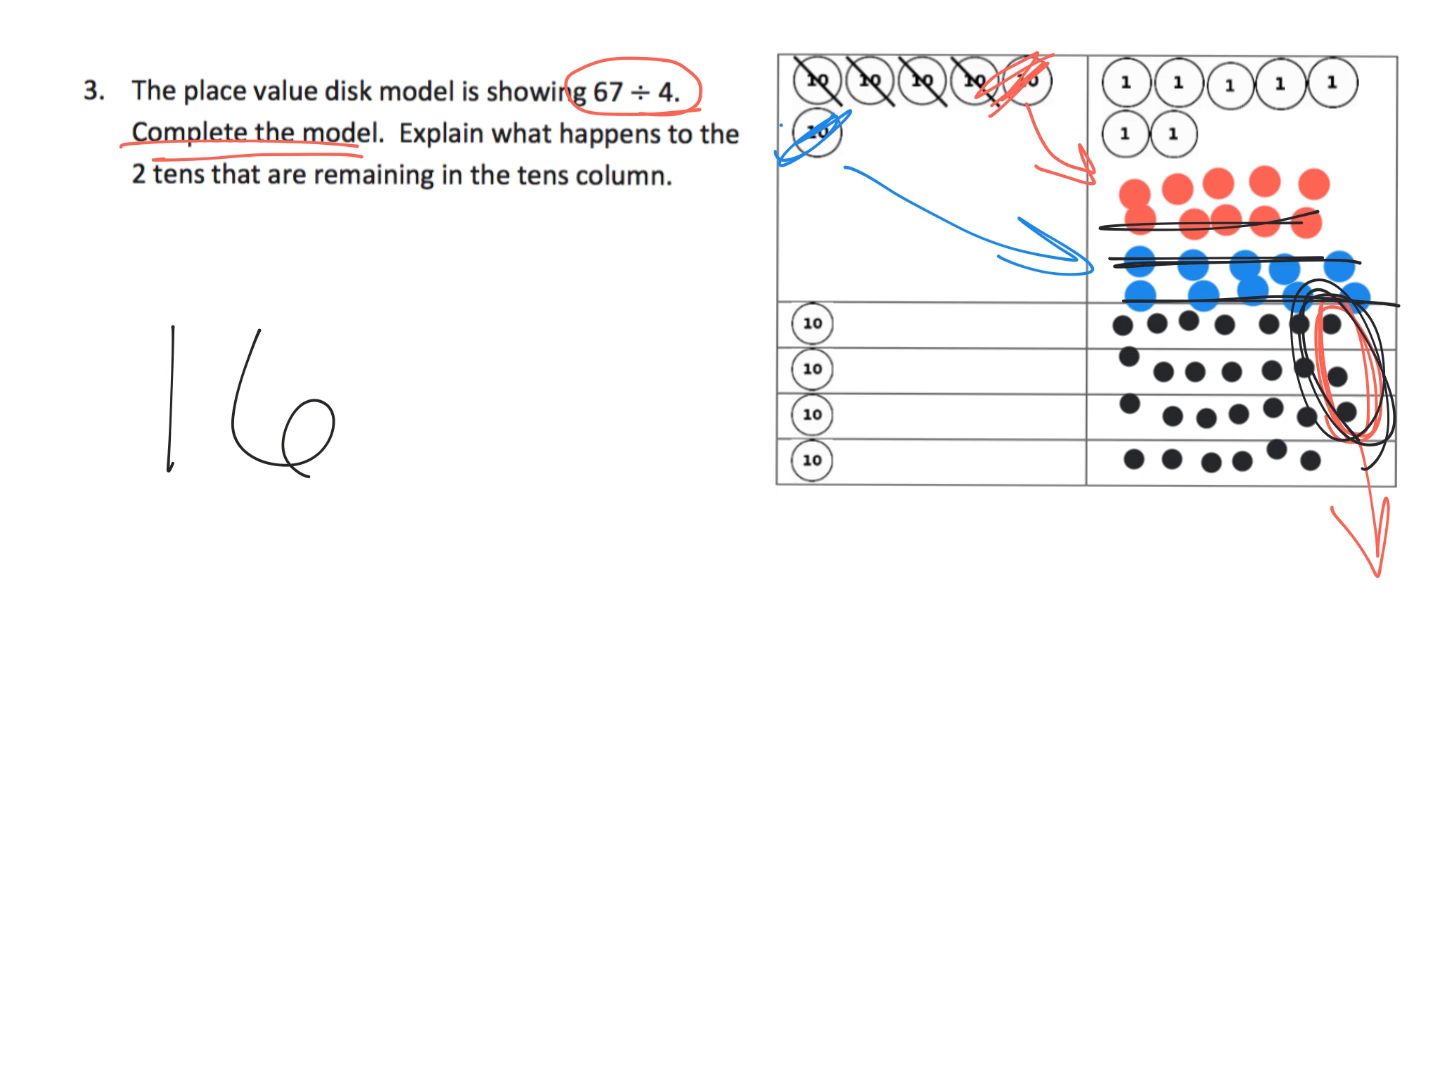 3. The place value disk model is showing 67 ÷ 4.
Complete the model. Explain what happens to the
2 tens that are remaining in the tens column.
10 10 10 10 10 1 1 1 1 1
10 1 1
10
10
10
10
16